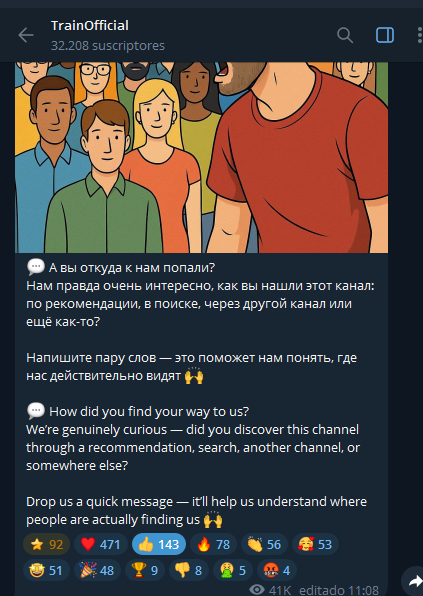 TrainOfficial
32.208 suscriptores
💬 А вы откуда к нам попали?
Нам правда очень интересно, как вы нашли этот канал:
по рекомендации, в поиске, через другой канал или
ещё как-то?
Напишите пару слов — это поможет нам понять, где
нас действительно видят 🙌
💬 How did you find your way to us?
We’re genuinely curious — did you discover this channel
through a recommendation, search, another channel, or
somewhere else?
Drop us a quick message — it’ll help us understand where
people are actually finding us 🙌
⭐ 92 ❤️ 471 👍 143 🔥 78 👏 56 🥰 53
🤩 51 🎉 48 🏆 9 👎 8 🤮 5 🤬 4
41K editado 11:08